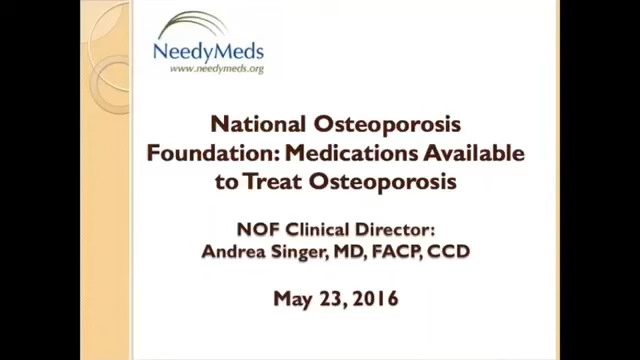 NeedyMeds
www.needymeds.org
National Osteoporosis
Foundation: Medications Available
to Treat Osteoporosis
NOF Clinical Director:
Andrea Singer, MD, FACP, CCD
May 23, 2016